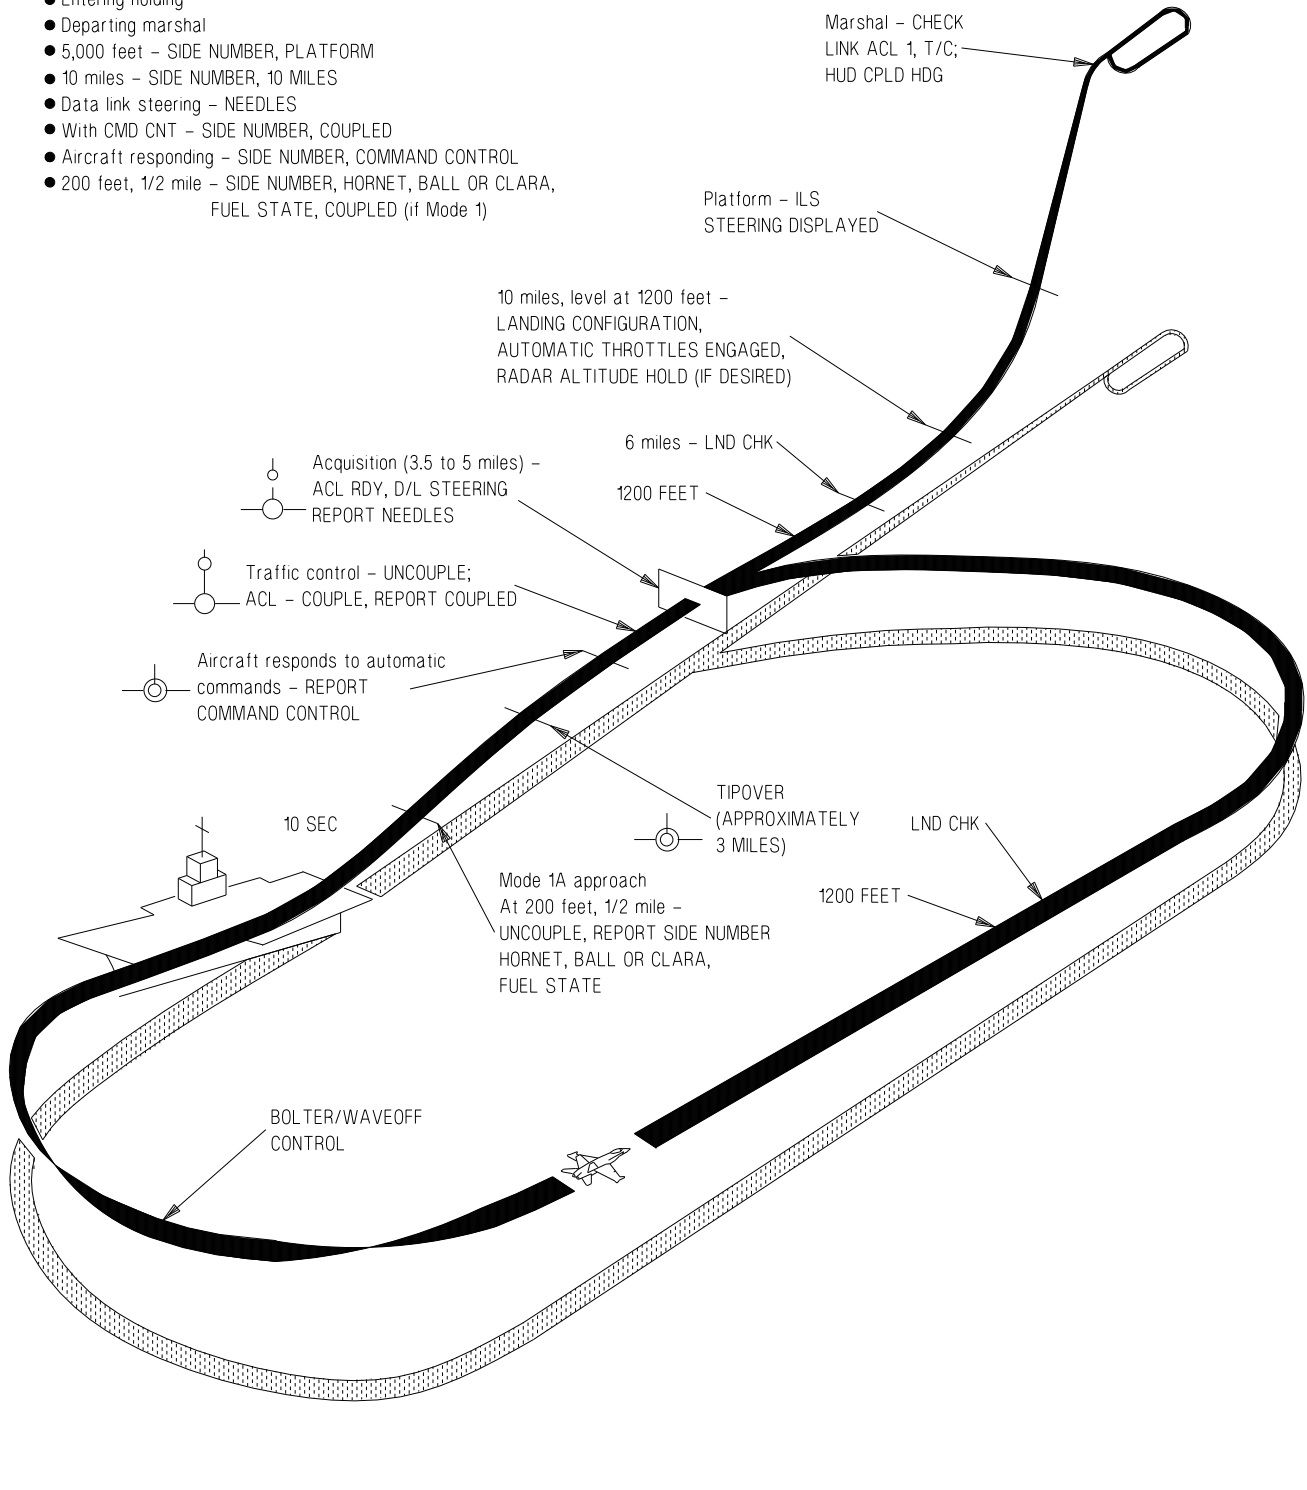 ● Entering holding
● Departing marshal
● 5,000 feet – SIDE NUMBER, PLATFORM
● 10 miles – SIDE NUMBER, 10 MILES
● Data link steering – NEEDLES
● With CMD CNT – SIDE NUMBER, COUPLED
● Aircraft responding – SIDE NUMBER, COMMAND CONTROL
● 200 feet, 1/2 mile – SIDE NUMBER, HORNET, BALL OR CLARA,
FUEL STATE, COUPLED (if Mode 1)
Marshal – CHECK
LINK ACL 1, T/C;
HUD CPLD HDG
Platform – ILS
STEERING DISPLAYED
10 miles, level at 1200 feet –
LANDING CONFIGURATION,
AUTOMATIC THROTTLES ENGAGED,
RADAR ALTITUDE HOLD (IF DESIRED)
6 miles – LND CHK
1200 FEET
Acquisition (3.5 to 5 miles) –
ACL RDY, D/L STEERING
REPORT NEEDLES
Traffic control – UNCOUPLE;
ACL – COUPLE, REPORT COUPLED
Aircraft responds to automatic
commands – REPORT
COMMAND CONTROL
TIPOVER
(APPROXIMATELY
3 MILES)
10 SEC
LND CHK
1200 FEET
Mode 1A approach
At 200 feet, 1/2 mile –
UNCOUPLE, REPORT SIDE NUMBER
HORNET, BALL OR CLARA,
FUEL STATE
BOLTER/WAVEOFF
CONTROL